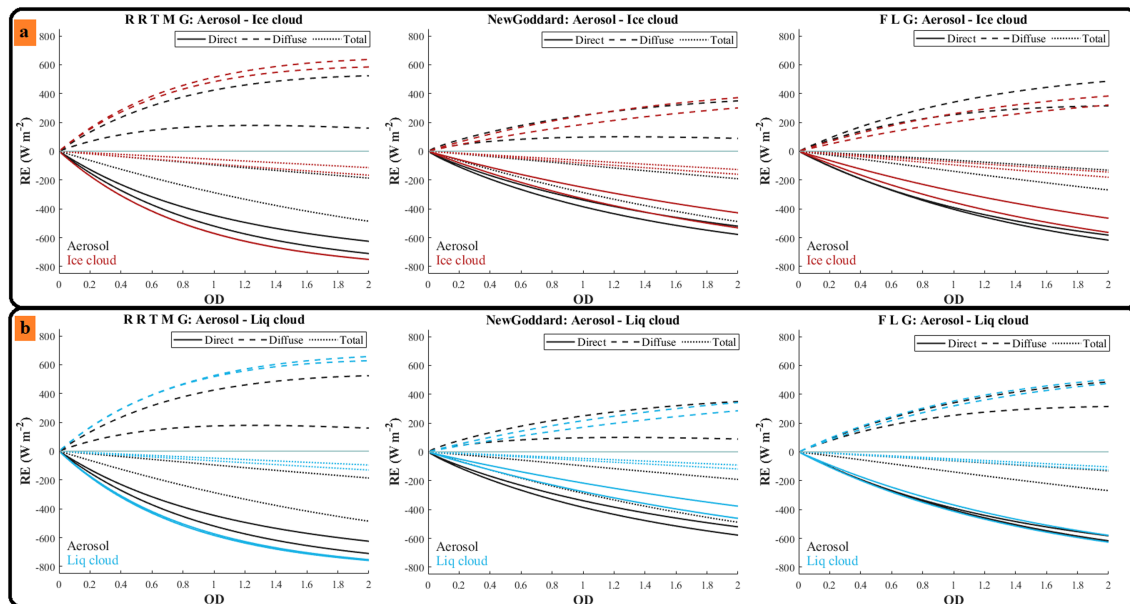 a
R R T M G: Aerosol - Ice cloud
Direct Diffuse Total
RE (W m-2)
800
600
400
200
0
-200
-400
-600
-800
Aerosol
Ice cloud
0 0.2 0.4 0.6 0.8 1 1.2 1.4 1.6 1.8 2
OD
NewGoddard: Aerosol - Ice cloud
Direct Diffuse Total
RE (W m-2)
800
600
400
200
0
-200
-400
-600
-800
Aerosol
Ice cloud
0 0.2 0.4 0.6 0.8 1 1.2 1.4 1.6 1.8 2
OD
F L G: Aerosol - Ice cloud
Direct Diffuse Total
RE (W m-2)
800
600
400
200
0
-200
-400
-600
-800
Aerosol
Ice cloud
0 0.2 0.4 0.6 0.8 1 1.2 1.4 1.6 1.8 2
OD
b
R R T M G: Aerosol - Liq cloud
Direct Diffuse Total
RE (W m-2)
800
600
400
200
0
-200
-400
-600
-800
Aerosol
Liq cloud
0 0.2 0.4 0.6 0.8 1 1.2 1.4 1.6 1.8 2
OD
NewGoddard: Aerosol - Liq cloud
Direct Diffuse Total
RE (W m-2)
800
600
400
200
0
-200
-400
-600
-800
Aerosol
Liq cloud
0 0.2 0.4 0.6 0.8 1 1.2 1.4 1.6 1.8 2
OD
F L G: Aerosol - Liq cloud
Direct Diffuse Total
RE (W m-2)
800
600
400
200
0
-200
-400
-600
-800
Aerosol
Liq cloud
0 0.2 0.4 0.6 0.8 1 1.2 1.4 1.6 1.8 2
OD